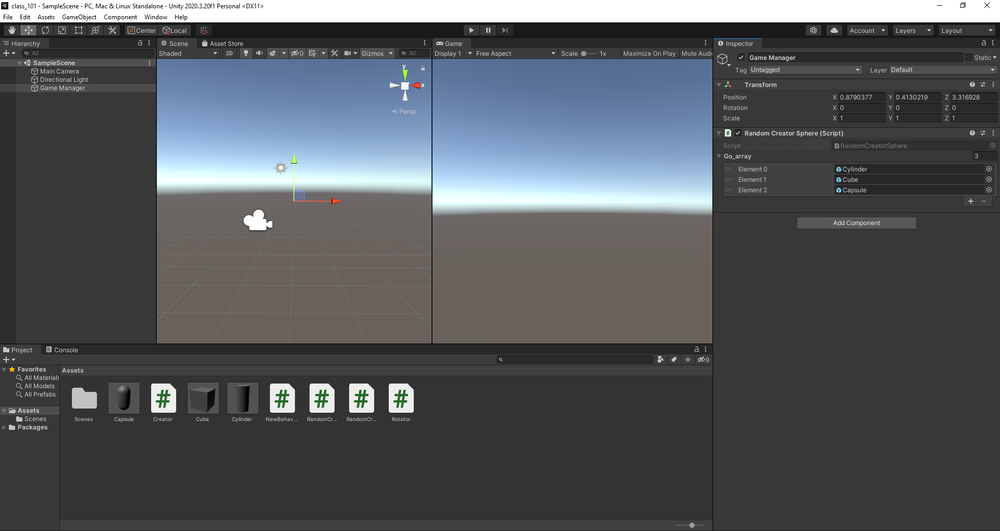 class_101 - SampleScene - PC, Mac & Linux Standalone - Unity 2020.3.20f1 Personal <DX11>
File Edit Assets GameObject Component Window Help
Center Local Account Layers Layout
Hierarchy
All
SampleScene
Main Camera
Directional Light
Game Manager
Scene Asset Store
Shaded 2D 0 Gizmos All
y
x
Persp
Game
Display 1 Free Aspect Scale 1x Maximize On Play Mute Audi
Inspector
Game Manager Static
Tag Untagged Layer Default
Transform
Position X 0.8790377 Y 0.4130219 Z 3.316928
Rotation X 0 Y 0 Z 0
Scale X 1 Y 1 Z 1
# Random Creator Sphere (Script)
Script Rectangular Snip RandomCreatorSphere
Go_array 3
Element 0 Cylinder
Element 1 Cube
Element 2 Capsule
Add Component
Project Console
9
Favorites
All Materials
All Models
All Prefabs
Assets
Scenes
Packages
Assets
Scenes Capsule Creator Cube Cylinder NewBehav... RandomCr... RandomCr... Rotator